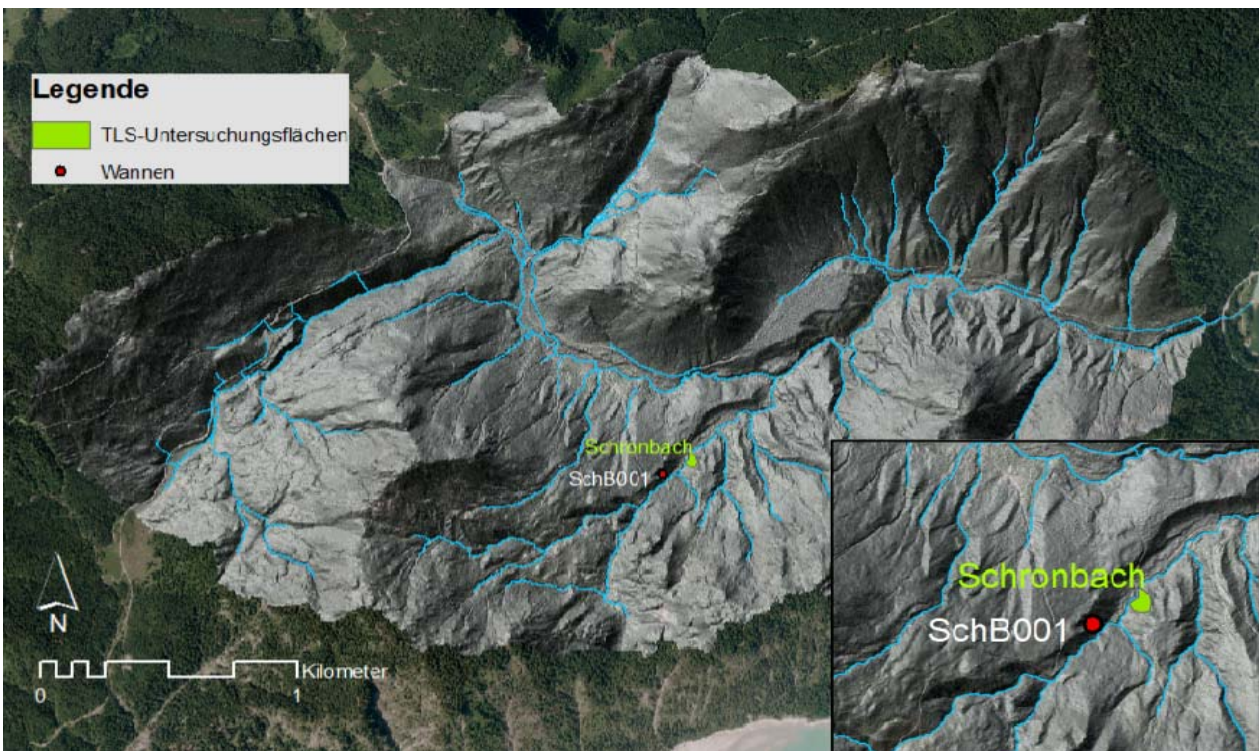 Legende
TLS-Untersuchungsflächen
Wannen
Schronbach
SchB001
N
Kilometer
0 1
Schronbach
SchB001